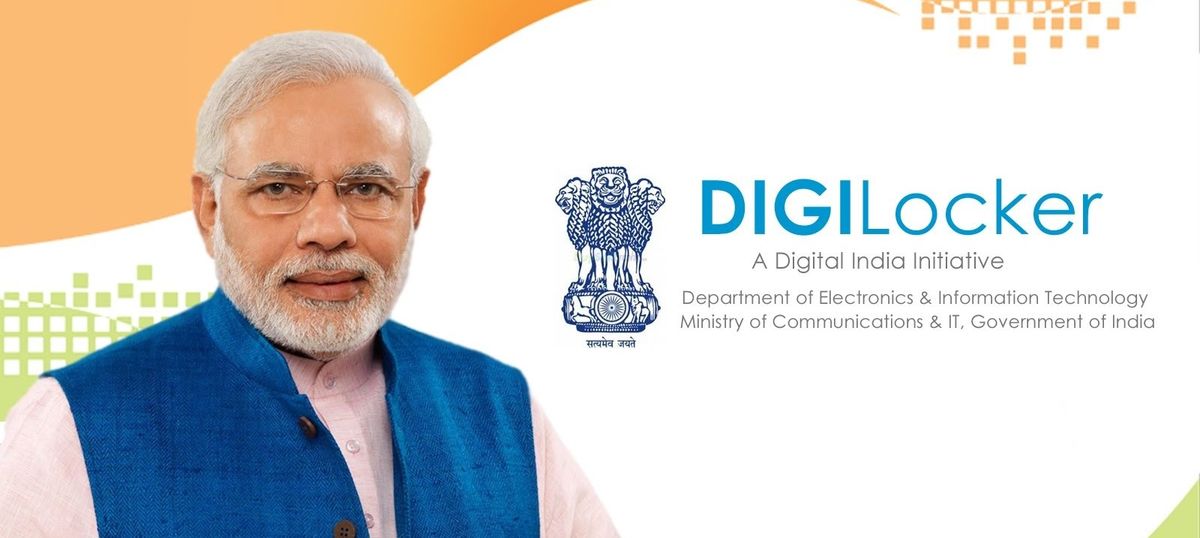 DIGILocker
A Digital India Initiative
Department of Electronics & Information Technology
Ministry of Communications & IT, Government of India
सत्यमेव जयते